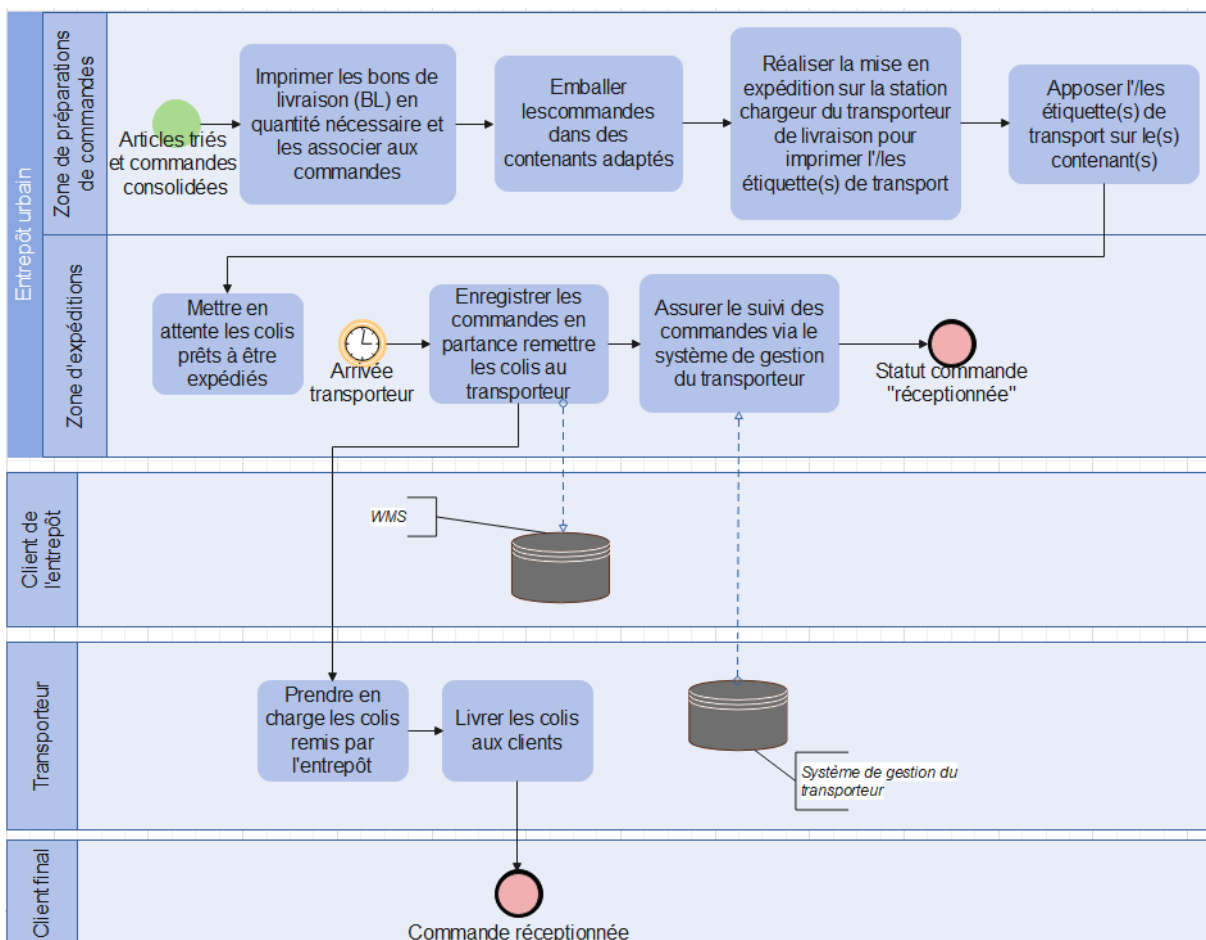 Entrepôt urbain
Zone de préparations
de commandes
Articles triés
et commandes
consolidées
Imprimer les bons de
livraison (BL) en
quantité nécessaire et
les associer aux
commandes
Emballer
lescommandes
dans des
contenants adaptés
Réaliser la mise en
expédition sur la station
chargeur du transporteur
de livraison pour
imprimer l'/les
étiquette(s) de transport
Apposer l'/les
étiquette(s) de
transport sur le(s)
contenant(s)
Zone d'expéditions
Mettre en
attente les colis
prêts à être
expédiés
Arrivée
transporteur
Enregistrer les
commandes en
partance remettre
les colis au
transporteur
Assurer le suivi des
commandes via le
système de gestion
du transporteur
Statut commande
"réceptionnée"
Client de
l'entrepôt
WMS
Transporteur
Prendre en
charge les colis
remis par
l'entrepôt
Livrer les colis
aux clients
Système de gestion du
transporteur
Client final
Commande réceptionnée